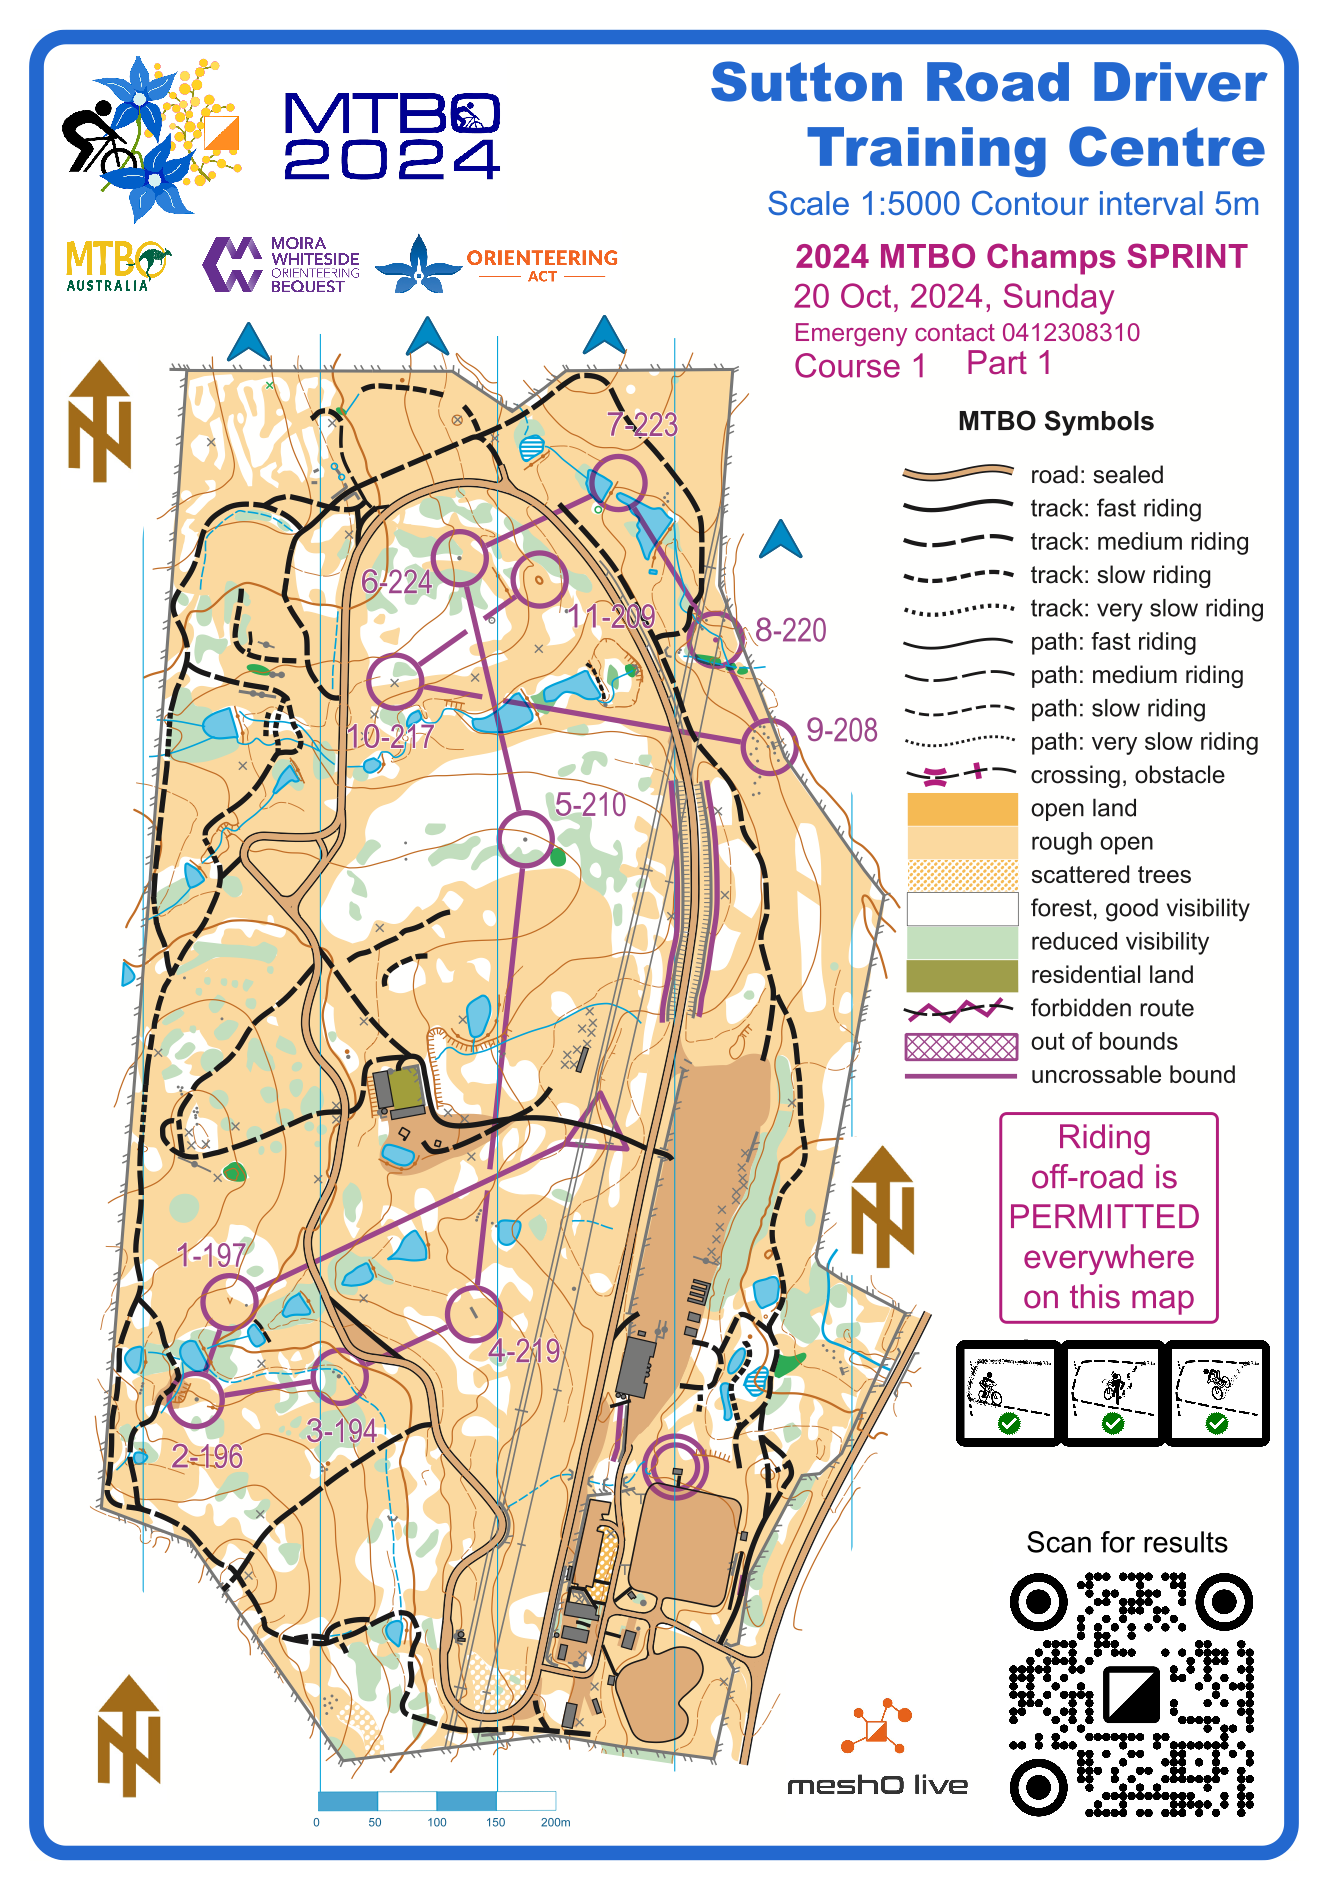 Sutton Road Driver
Training Centre
Scale 1:5000 Contour interval 5m
MTBO
2024
MTBO
AUSTRALIA
MOIRA
WHITESIDE
ORIENTEERING
BEQUEST
ORIENTEERING
ACT
2024 MTBO Champs SPRINT
20 Oct, 2024, Sunday
Emergeny contact 0412308310
Course 1 Part 1
MTBO Symbols
road: sealed
track: fast riding
track: medium riding
track: slow riding
track: very slow riding
path: fast riding
path: medium riding
path: slow riding
path: very slow riding
crossing, obstacle
open land
rough open
scattered trees
forest, good visibility
reduced visibility
residential land
forbidden route
out of bounds
uncrossable bound
N
7-223
6-224
11-209
8-220
10-217
9-208
5-210
1-197
4-219
3-194
2-196
N
Riding
off-road is
PERMITTED
everywhere
on this map
Scan for results
N
meshO live
0 50 100 150 200m